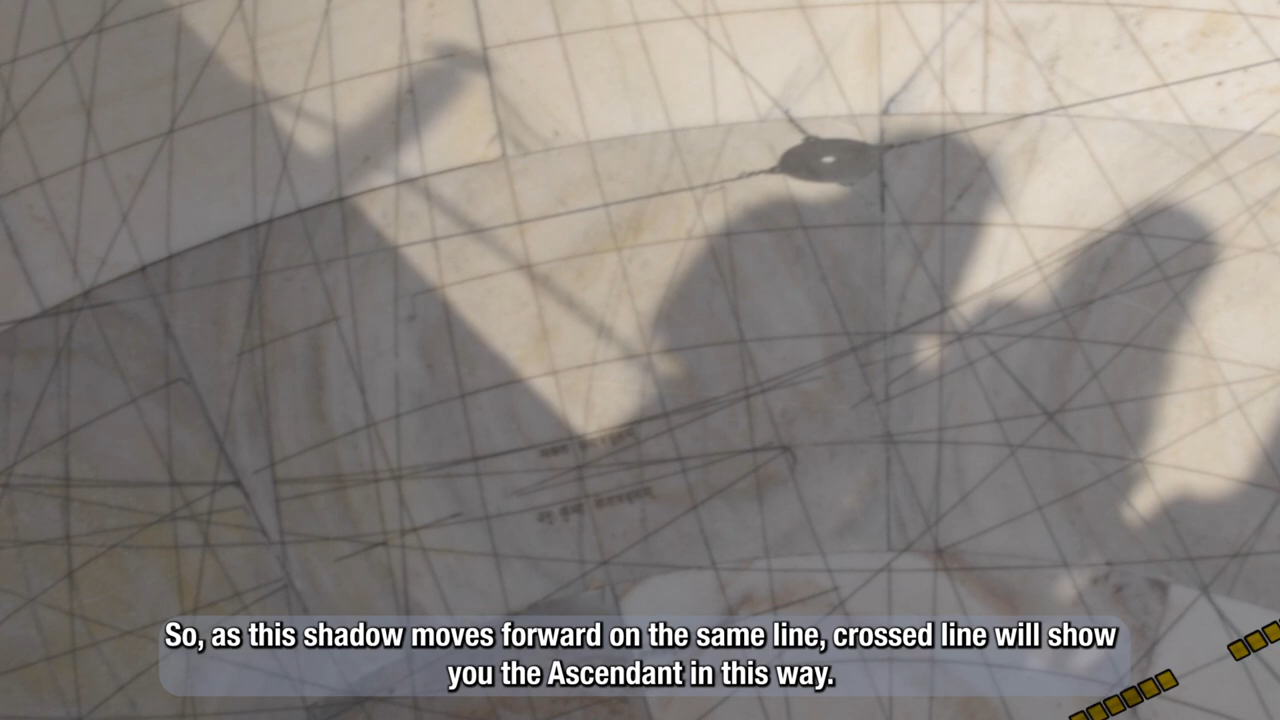 So, as this shadow moves forward on the same line, crossed line will show
you the Ascendant in this way.